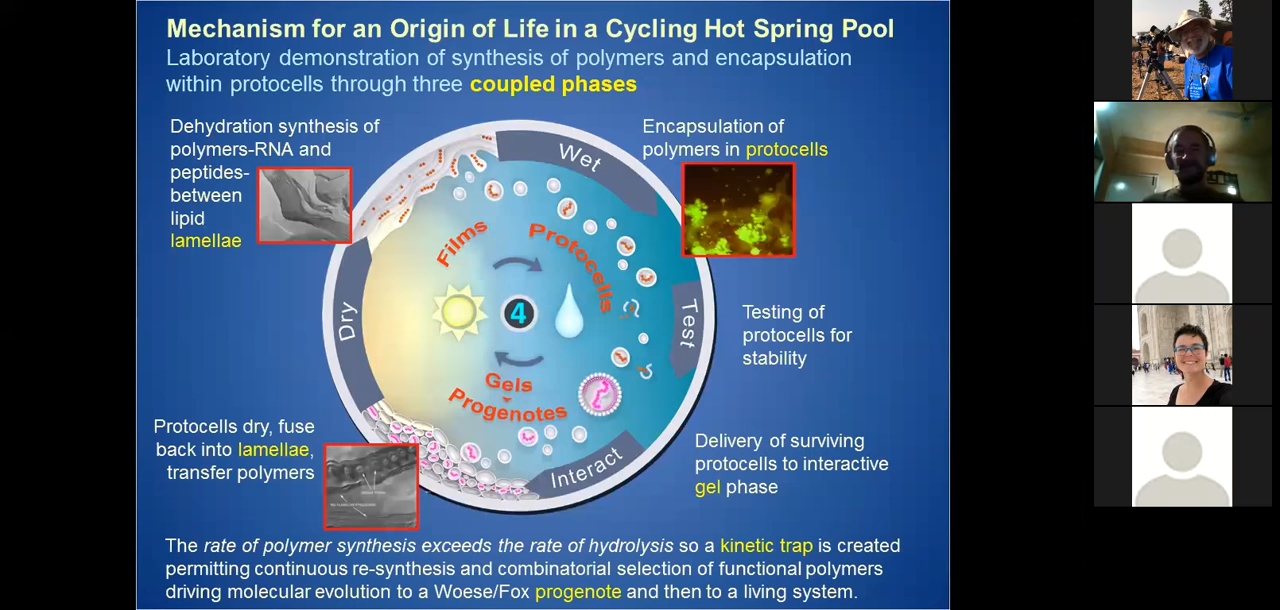 Mechanism for an Origin of Life in a Cycling Hot Spring Pool
Laboratory demonstration of synthesis of polymers and encapsulation
within protocells through three coupled phases
Dehydration synthesis of
polymers-RNA and
peptides-
between
lipid
lamellae
Encapsulation of
polymers in protocells
Wet
Films
Protocells
Dry
4
Test
Testing of
protocells for
stability
Gels
Progenotes
Interact
Protocells dry, fuse
back into lamellae,
transfer polymers
Delivery of surviving
protocells to interactive
gel phase
The rate of polymer synthesis exceeds the rate of hydrolysis so a kinetic trap is created
permitting continuous re-synthesis and combinatorial selection of functional polymers
driving molecular evolution to a Woese/Fox progenote and then to a living system.